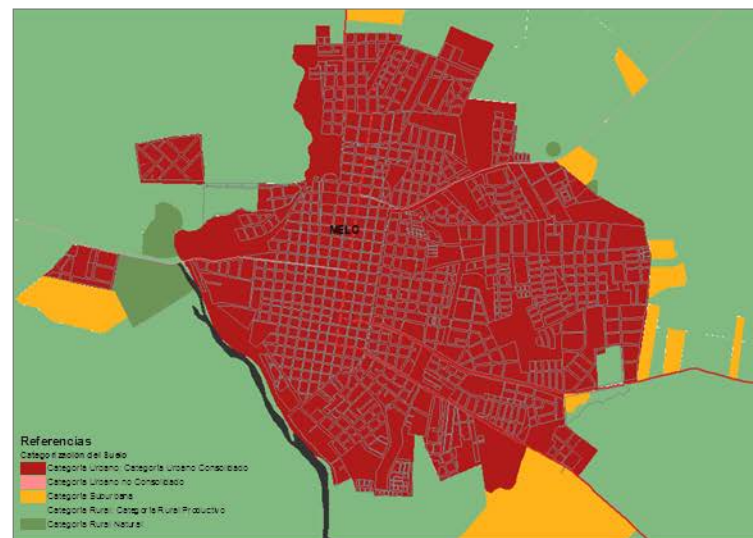 MELO
Referencias
Categorización del Suelo
Categoría Urbano: Categoría Urbano Consolidado
Categoría Urbano no Consolidado
Categoría Suburbana
Categoría Rural: Categoría Rural Productivo
Categoría Rural Natural